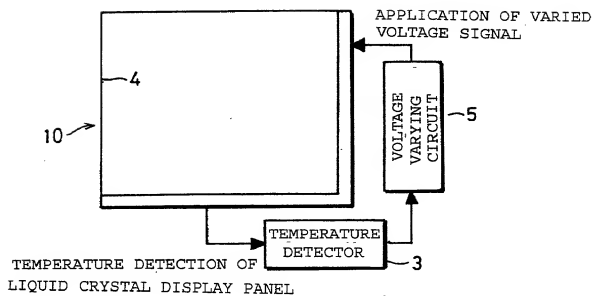 APPLICATION OF VARIED
VOLTAGE SIGNAL
4
10
VOLTAGE
VARYING
CIRCUIT
5
TEMPERATURE
DETECTOR
3
TEMPERATURE DETECTION OF
LIQUID CRYSTAL DISPLAY PANEL